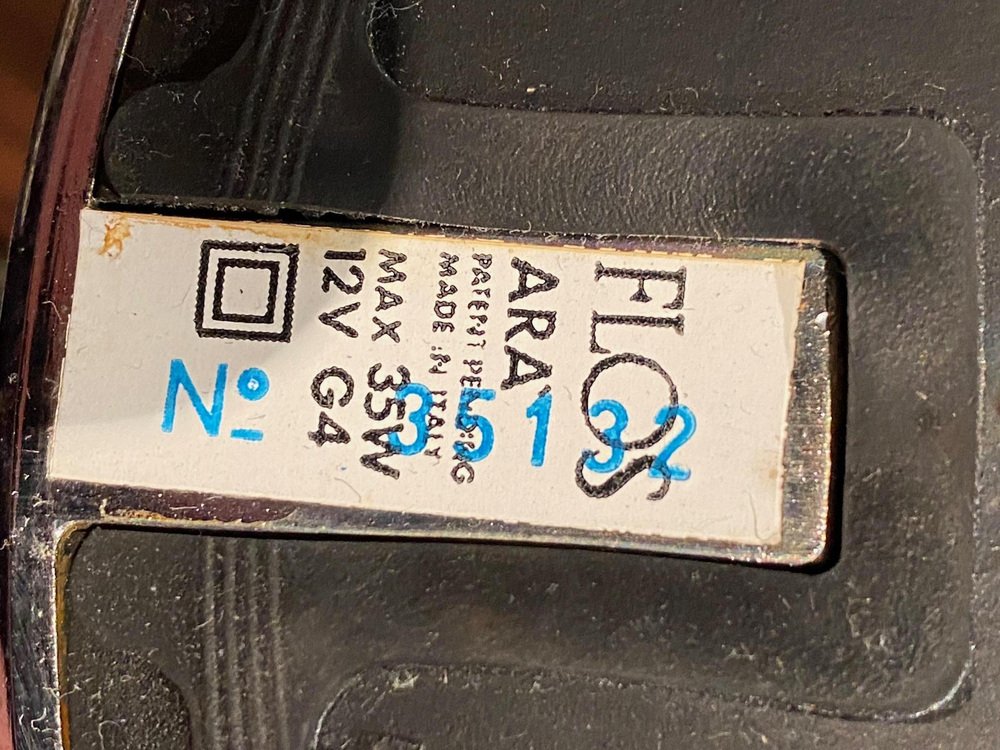 FLOS
ARA
PATENT PENDING
MADE IN ITALY
MAX 35W
12V G4
Nº 35132